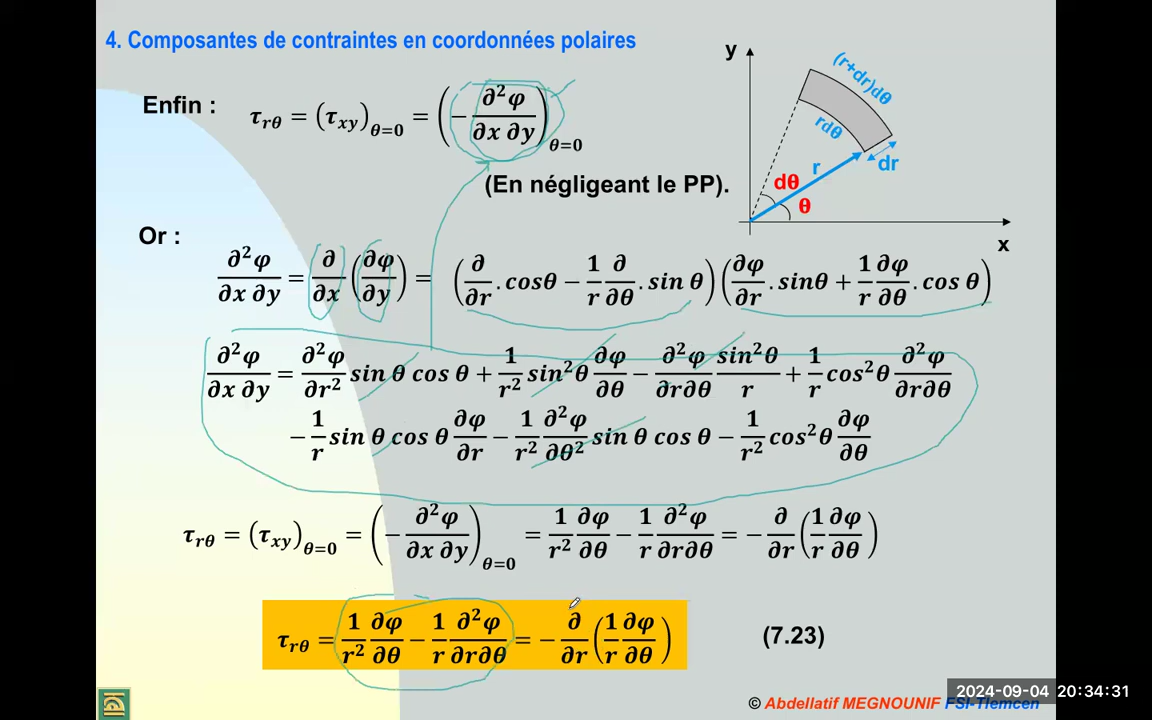 4. Composantes de contraintes en coordonnées polaires
Enfin : τ_rθ = (τ_xy)_θ=0 = (−∂²φ/∂x ∂y)_θ=0
(En négligeant le PP).
y
(r+dr)dθ
rdθ
r
dr
dθ
θ
x
Or :
∂²φ/∂x ∂y = ∂/∂x (∂φ/∂y) = (∂/∂r .cosθ − 1/r ∂/∂θ . sin θ)(∂φ/∂r . sinθ + 1/r ∂φ/∂θ . cos θ)
∂²φ/∂x ∂y = ∂²φ/∂r² sin θ cos θ + 1/r² sin²θ ∂φ/∂θ − ∂²φ/∂r∂θ sin²θ/r + 1/r cos²θ ∂²φ/∂r∂θ
− 1/r sin θ cos θ ∂φ/∂r − 1/r² ∂²φ/∂θ² sin θ cos θ − 1/r² cos²θ ∂φ/∂θ
τ_rθ = (τ_xy)_θ=0 = (−∂²φ/∂x ∂y)_θ=0 = 1/r² ∂φ/∂θ − 1/r ∂²φ/∂r∂θ = −∂/∂r (1/r ∂φ/∂θ)
τ_rθ = 1/r² ∂φ/∂θ − 1/r ∂²φ/∂r∂θ = −∂/∂r (1/r ∂φ/∂θ) (7.23)
2024-09-04 20:34:31
© Abdellatif MEGNOUNIF FSI-Tlemcen